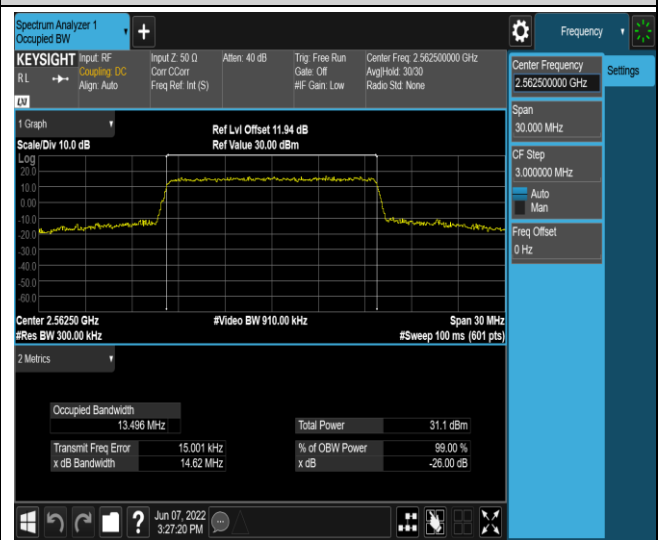 Spectrum Analyzer 1
Occupied BW
Frequency
KEYSIGHT
R L
LXI
Input: RF
Coupling: DC
Align: Auto
Input Z: 50 Ω
Corr CCorr
Freq Ref: Int (S)
Atten: 40 dB
Trig: Free Run
Gate: Off
#IF Gain: Low
Center Freq: 2.562500000 GHz
Avg|Hold: 30/30
Radio Std: None
Center Frequency
2.562500000 GHz
Settings
Span
30.000 MHz
CF Step
3.000000 MHz
Auto
Man
Freq Offset
0 Hz
1 Graph
Scale/Div 10.0 dB
Ref Lvl Offset 11.94 dB
Ref Value 30.00 dBm
Log
20.0
10.0
0.00
-10.0
-20.0
-30.0
-40.0
-50.0
-60.0
Center 2.56250 GHz
#Res BW 300.00 kHz
#Video BW 910.00 kHz
Span 30 MHz
#Sweep 100 ms (601 pts)
2 Metrics
Occupied Bandwidth
13.496 MHz
Total Power 31.1 dBm
Transmit Freq Error 15.001 kHz
% of OBW Power 99.00 %
x dB Bandwidth 14.62 MHz
x dB -26.00 dB
?
Jun 07, 2022
3:27:20 PM